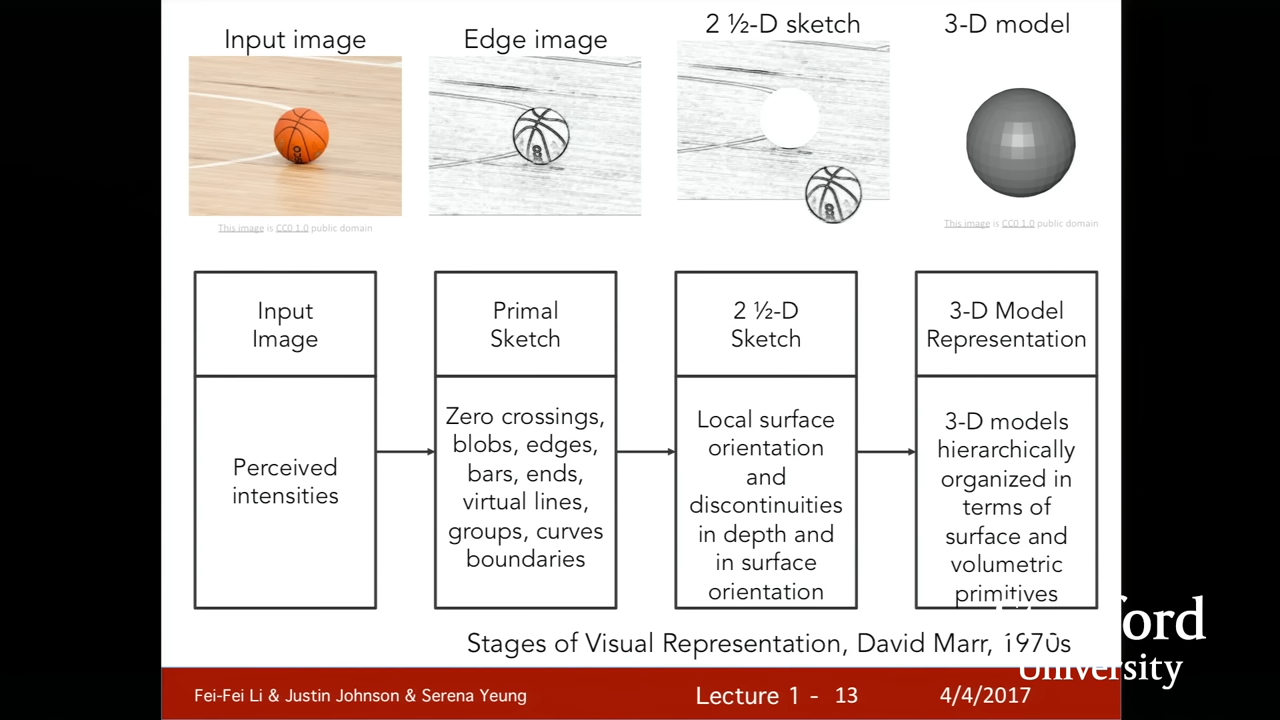 Input image
Edge image
2 ½-D sketch
3-D model
This image is CC0 1.0 public domain
This image is CC0 1.0 public domain
Input
Image
Perceived
intensities
Primal
Sketch
Zero crossings,
blobs, edges,
bars, ends,
virtual lines,
groups, curves
boundaries
2 ½-D
Sketch
Local surface
orientation
and
discontinuities
in depth and
in surface
orientation
3-D Model
Representation
3-D models
hierarchically
organized in
terms of
surface and
volumetric
primitives
Stages of Visual Representation, David Marr, 1970s
Fei-Fei Li & Justin Johnson & Serena Yeung
Lecture 1 - 13
4/4/2017
University